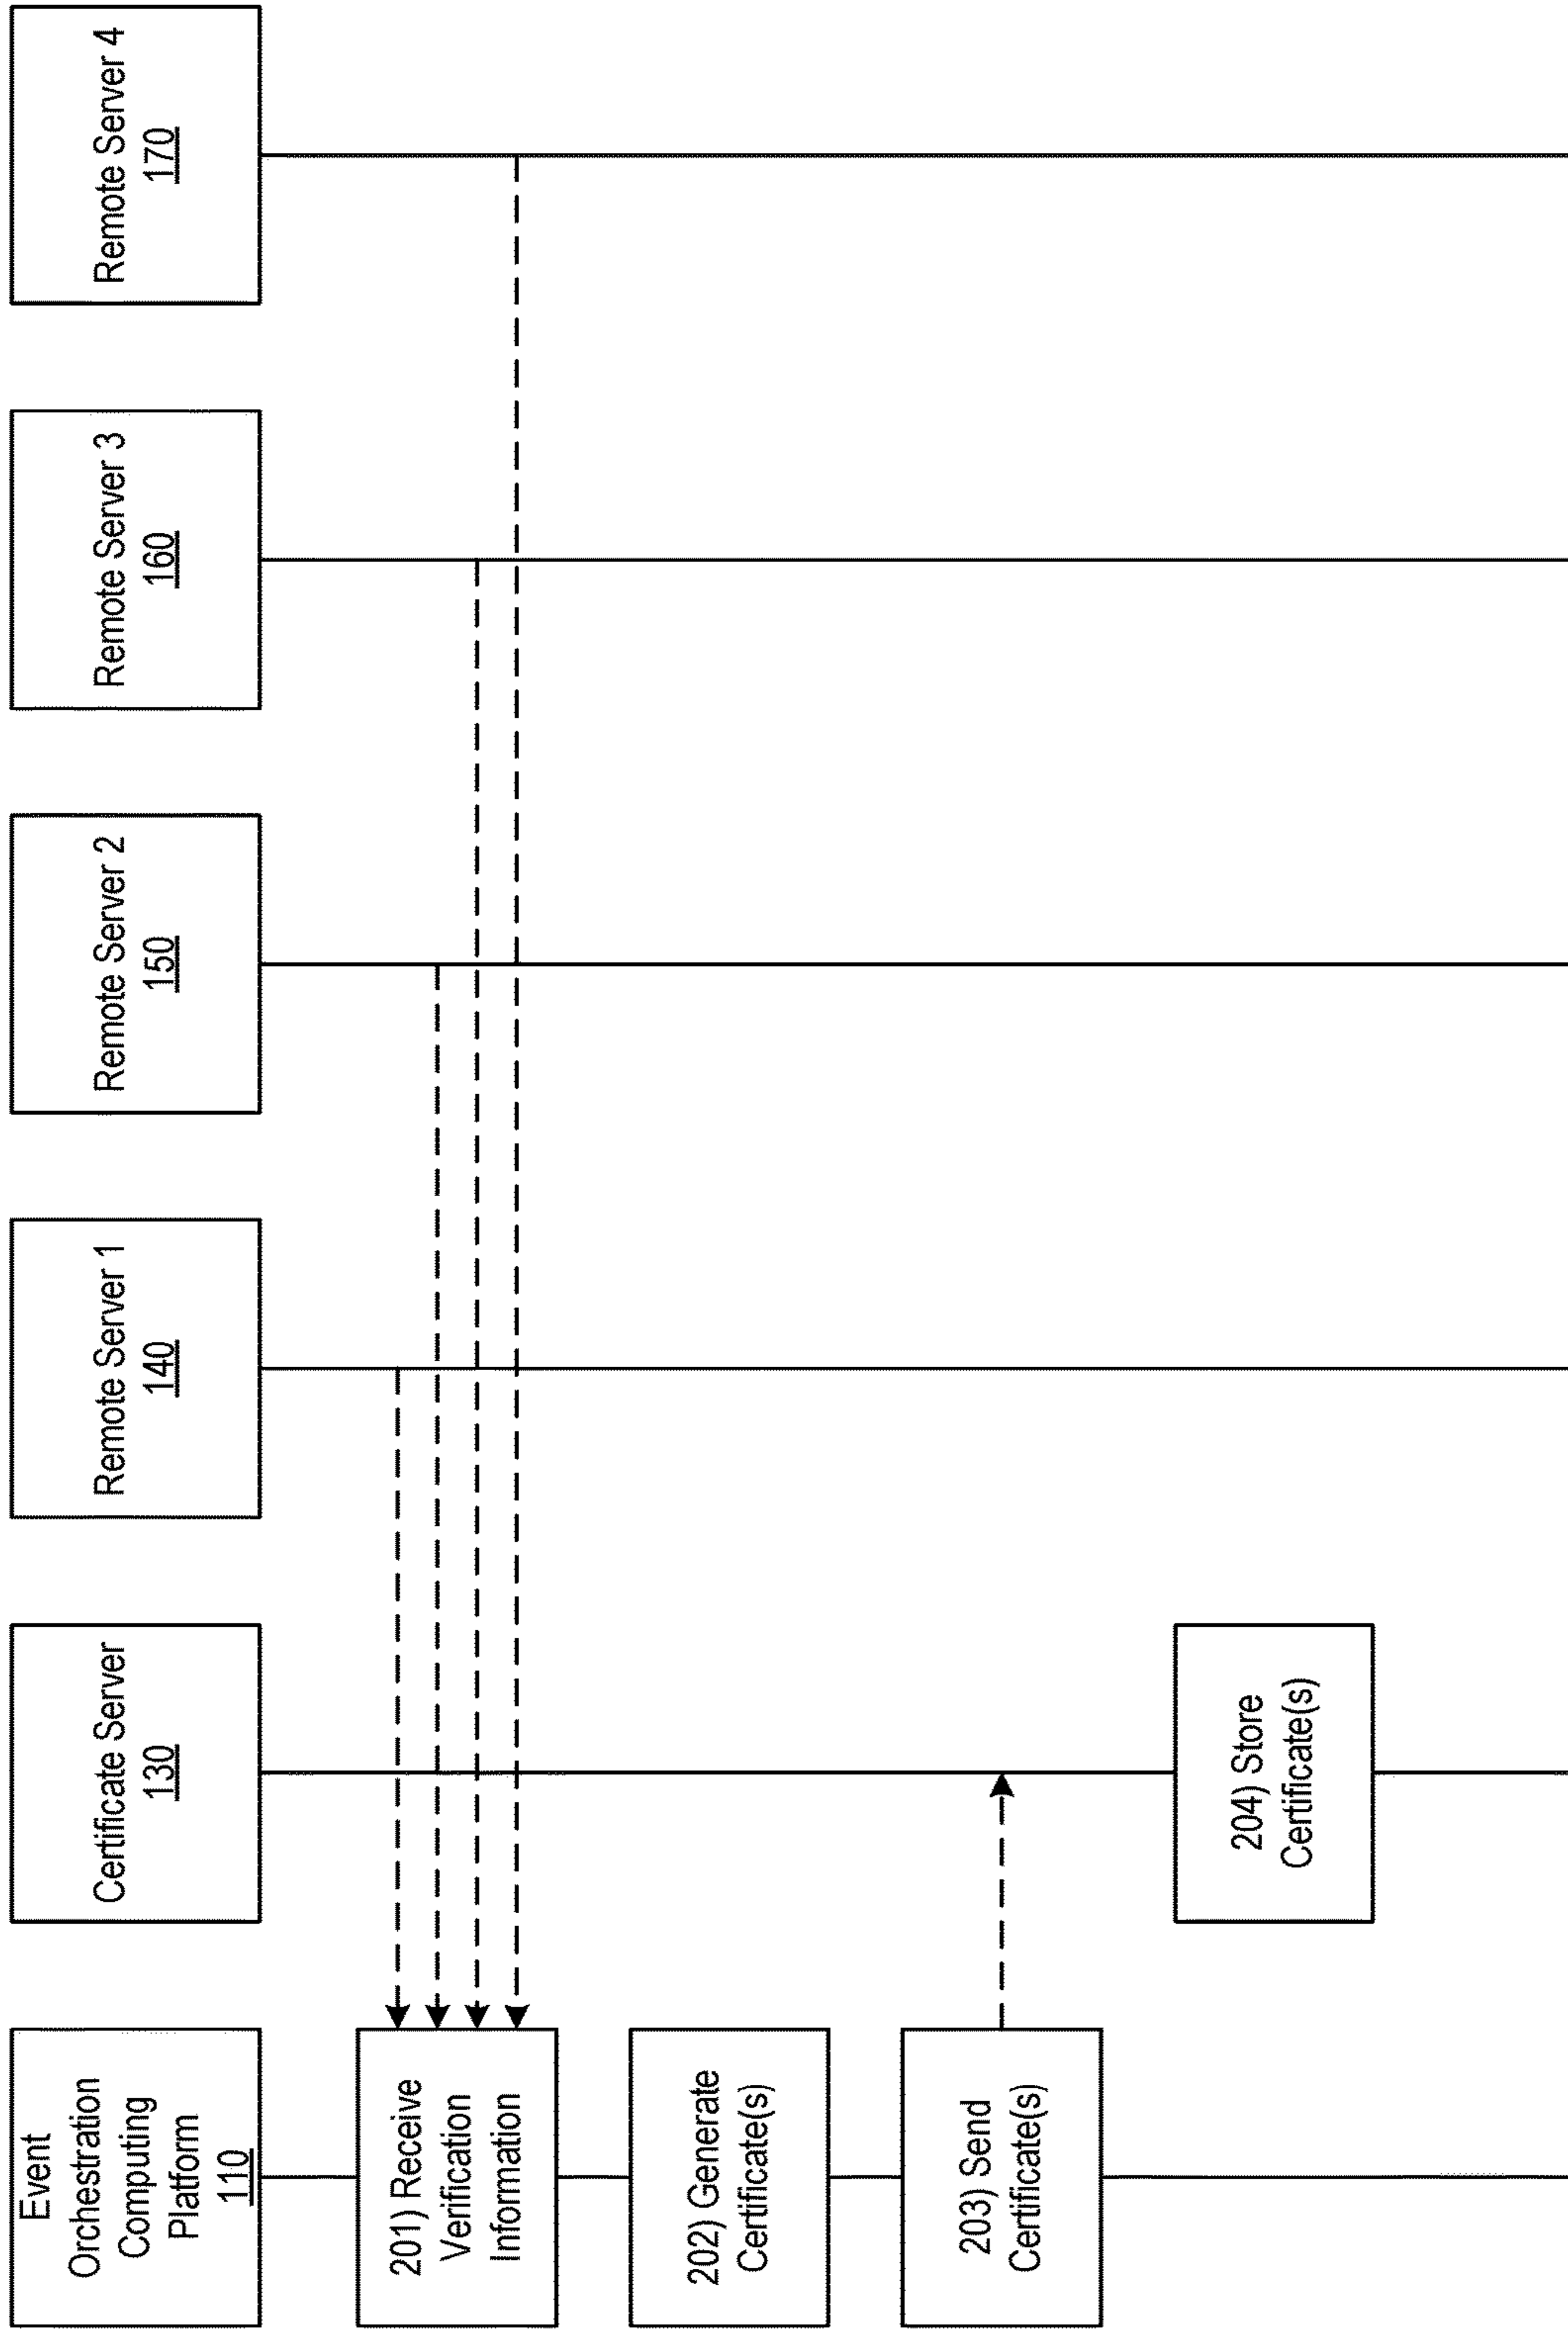 Event
Orchestration
Computing
Platform
110
Certificate Server
130
Remote Server 1
140
Remote Server 2
150
Remote Server 3
160
Remote Server 4
170
201) Receive
Verification
Information
202) Generate
Certificate(s)
203) Send
Certificate(s)
204) Store
Certificate(s)